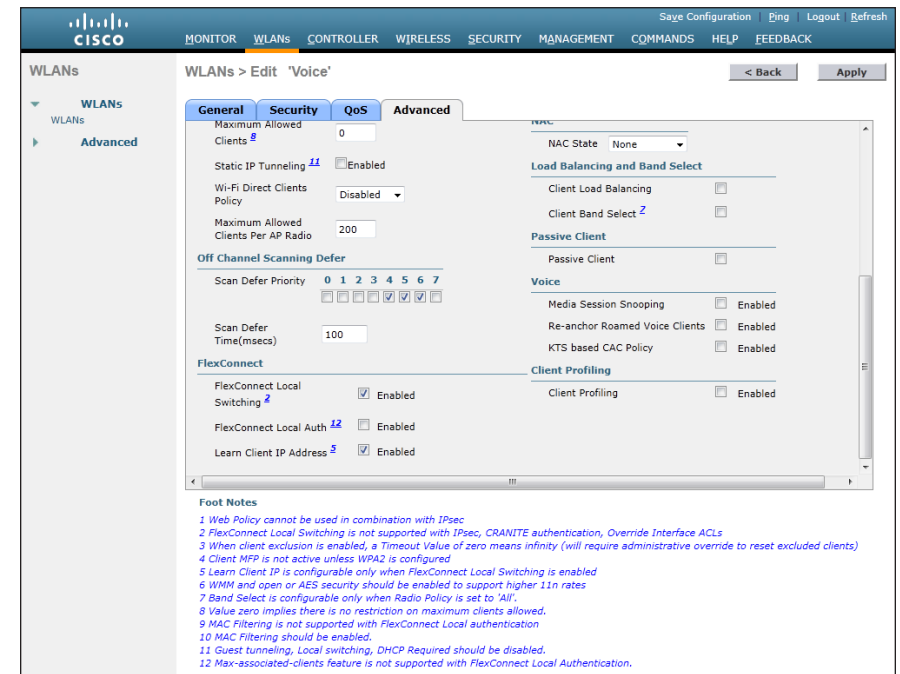 Save Configuration | Ping | Logout | Refresh
CISCO
MONITOR WLANs CONTROLLER WIRELESS SECURITY MANAGEMENT COMMANDS HELP FEEDBACK
WLANs
WLANs > Edit 'Voice'
< Back
Apply
WLANs
WLANs
Advanced
General Security QoS Advanced
Maximum Allowed
Clients 8
0
Static IP Tunneling 11
Enabled
Wi-Fi Direct Clients
Policy
Disabled
Maximum Allowed
Clients Per AP Radio
200
Off Channel Scanning Defer
Scan Defer Priority 0 1 2 3 4 5 6 7
Scan Defer
Time(msecs)
100
FlexConnect
FlexConnect Local
Switching 2
Enabled
FlexConnect Local Auth 12
Enabled
Learn Client IP Address 5
Enabled
NAC
NAC State None
Load Balancing and Band Select
Client Load Balancing
Client Band Select 7
Passive Client
Passive Client
Voice
Media Session Snooping Enabled
Re-anchor Roamed Voice Clients Enabled
KTS based CAC Policy Enabled
Client Profiling
Client Profiling Enabled
Foot Notes
1 Web Policy cannot be used in combination with IPsec
2 FlexConnect Local Switching is not supported with IPsec, CRANITE authentication, Override Interface ACLs
3 When client exclusion is enabled, a Timeout Value of zero means infinity (will require administrative override to reset excluded clients)
4 Client MFP is not active unless WPA2 is configured
5 Learn Client IP is configurable only when FlexConnect Local Switching is enabled
6 WMM and open or AES security should be enabled to support higher 11n rates
7 Band Select is configurable only when Radio Policy is set to 'All'.
8 Value zero implies there is no restriction on maximum clients allowed.
9 MAC Filtering is not supported with FlexConnect Local authentication
10 MAC Filtering should be enabled.
11 Guest tunneling, Local switching, DHCP Required should be disabled.
12 Max-associated-clients feature is not supported with FlexConnect Local Authentication.